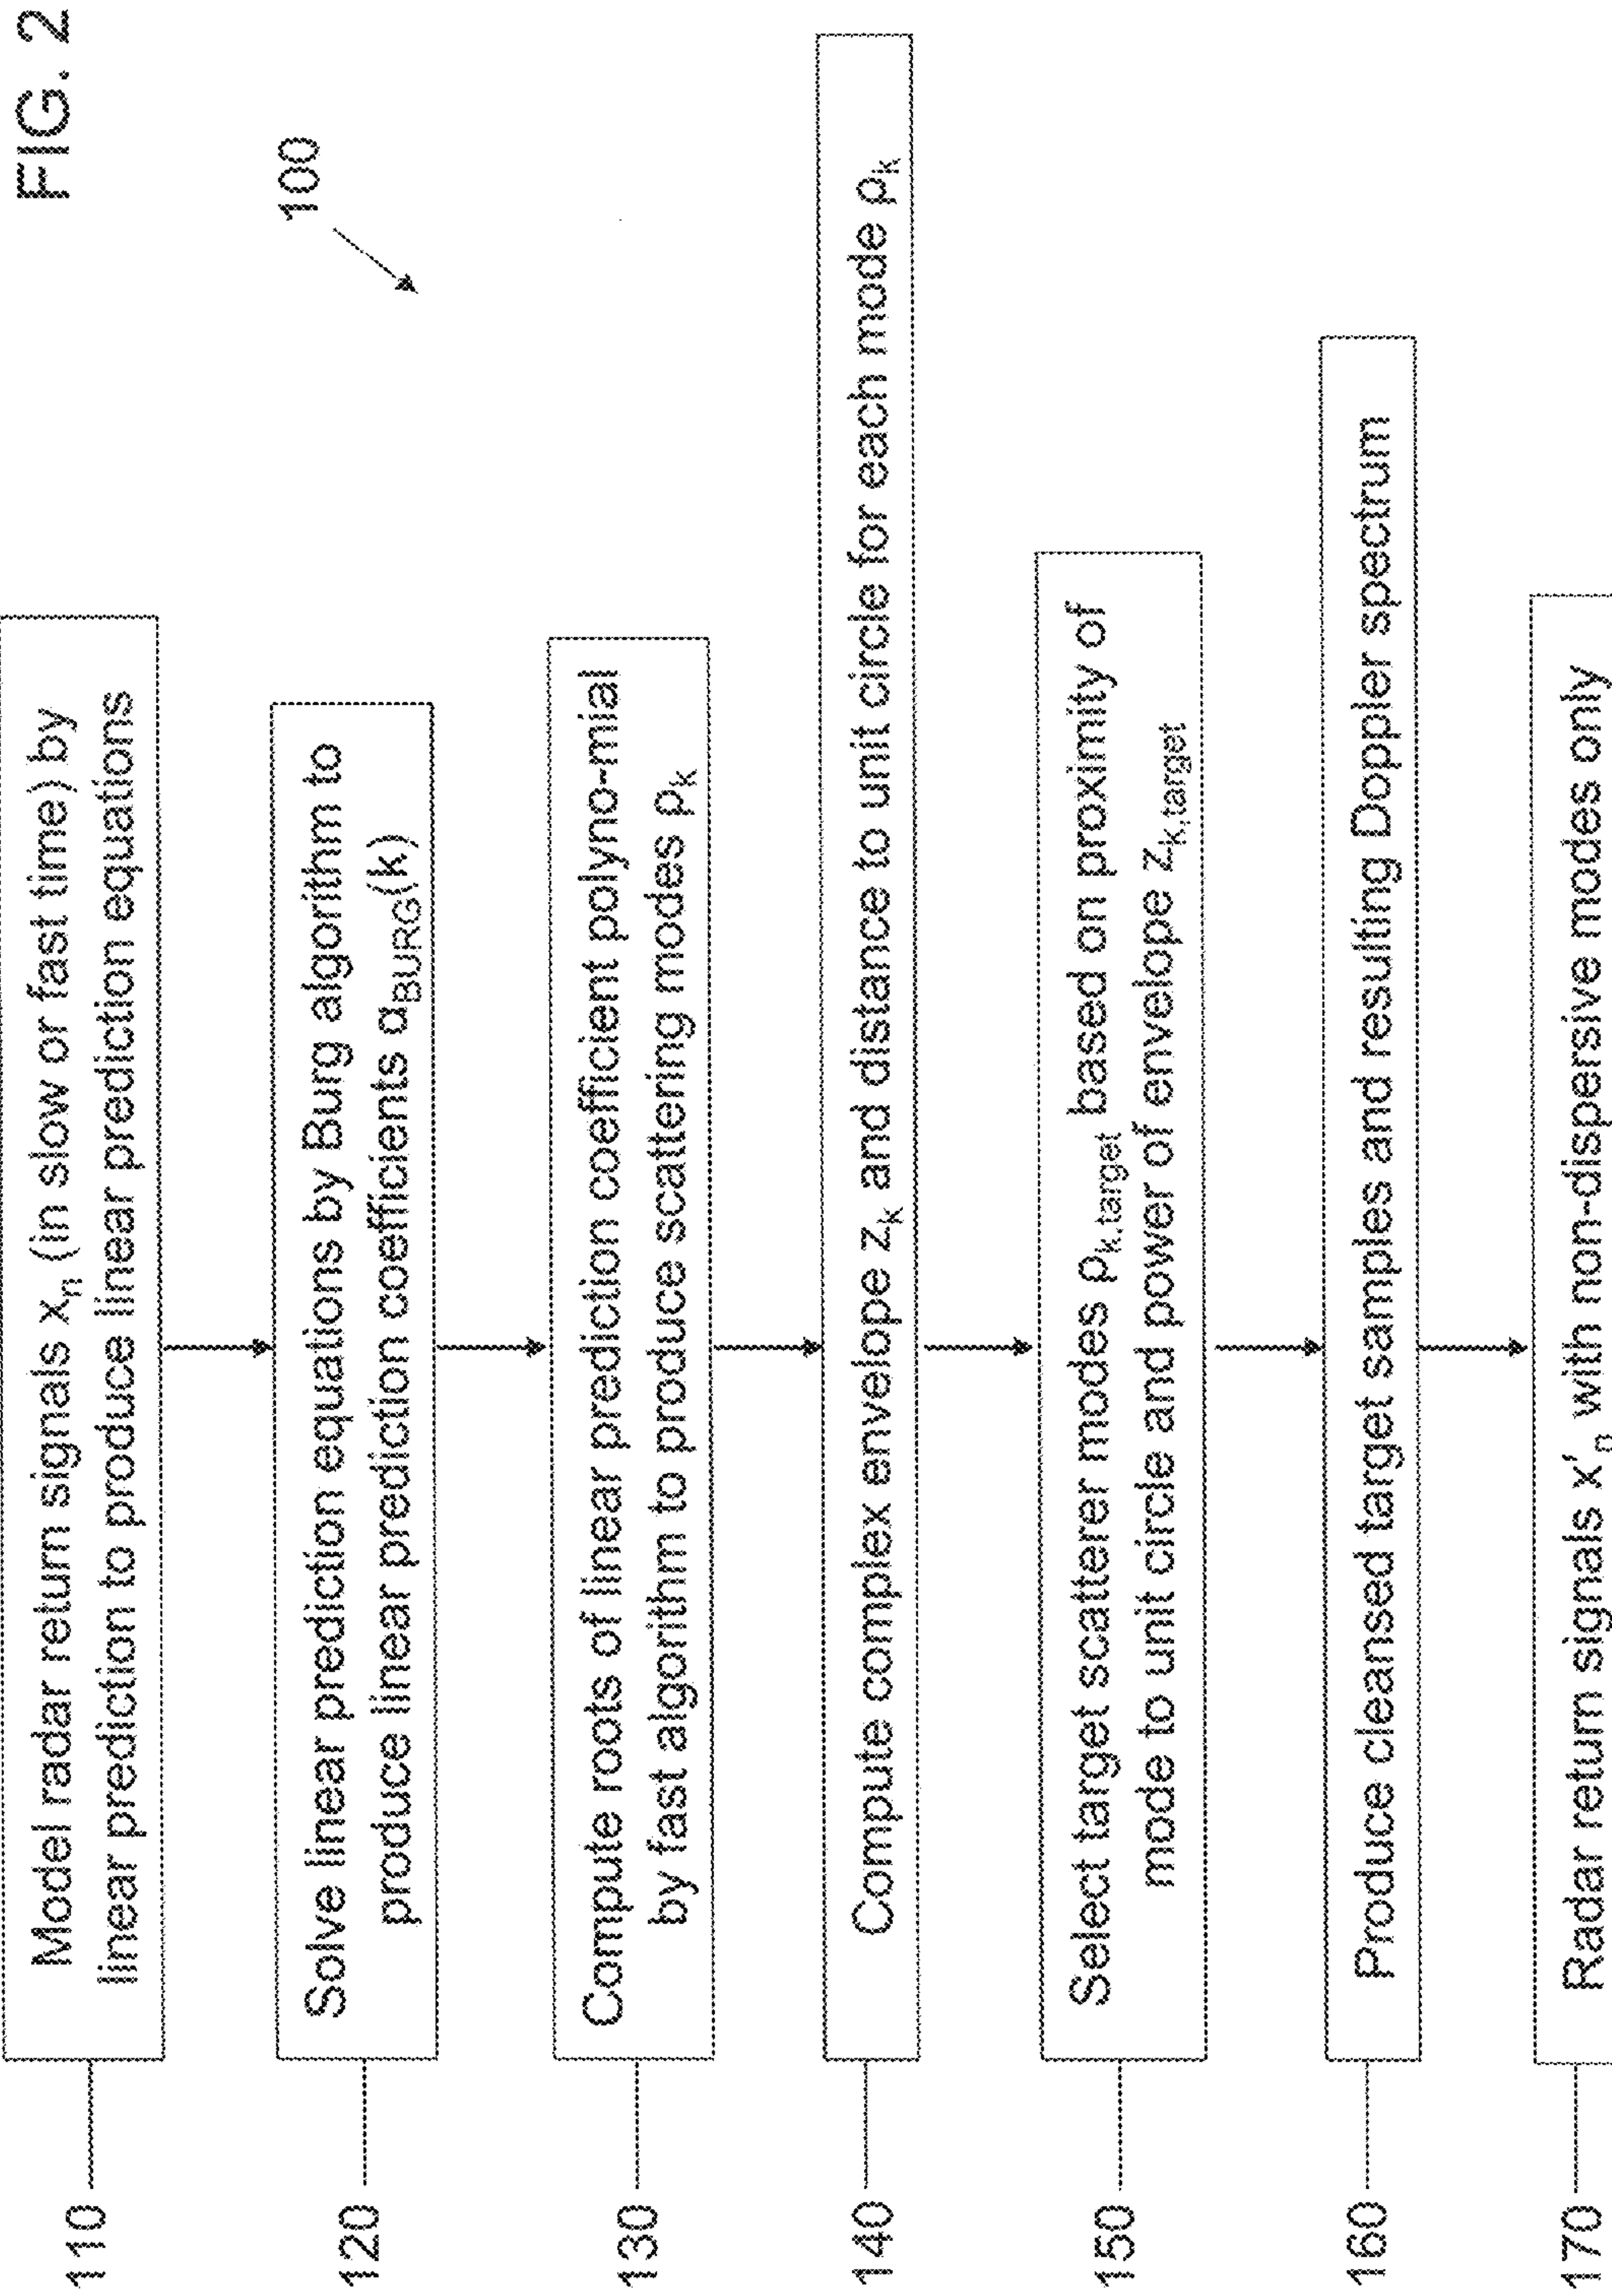 FIG. 2
100
110
Model radar return signals xn (in slow or fast time) by
linear prediction to produce linear prediction equations
120
Solve linear prediction equations by Burg algorithm to
produce linear prediction coefficients αBURG(k)
130
Compute roots of linear prediction coefficient polyno-mial
by fast algorithm to produce scattering modes ρk
140
Compute complex envelope zk and distance to unit circle for each mode ρk
150
Select target scatterer modes ρk,target based on proximity of
mode to unit circle and power of envelope zk,target
160
Produce cleansed target samples and resulting Doppler spectrum
170
Radar return signals x'n with non-dispersive modes only